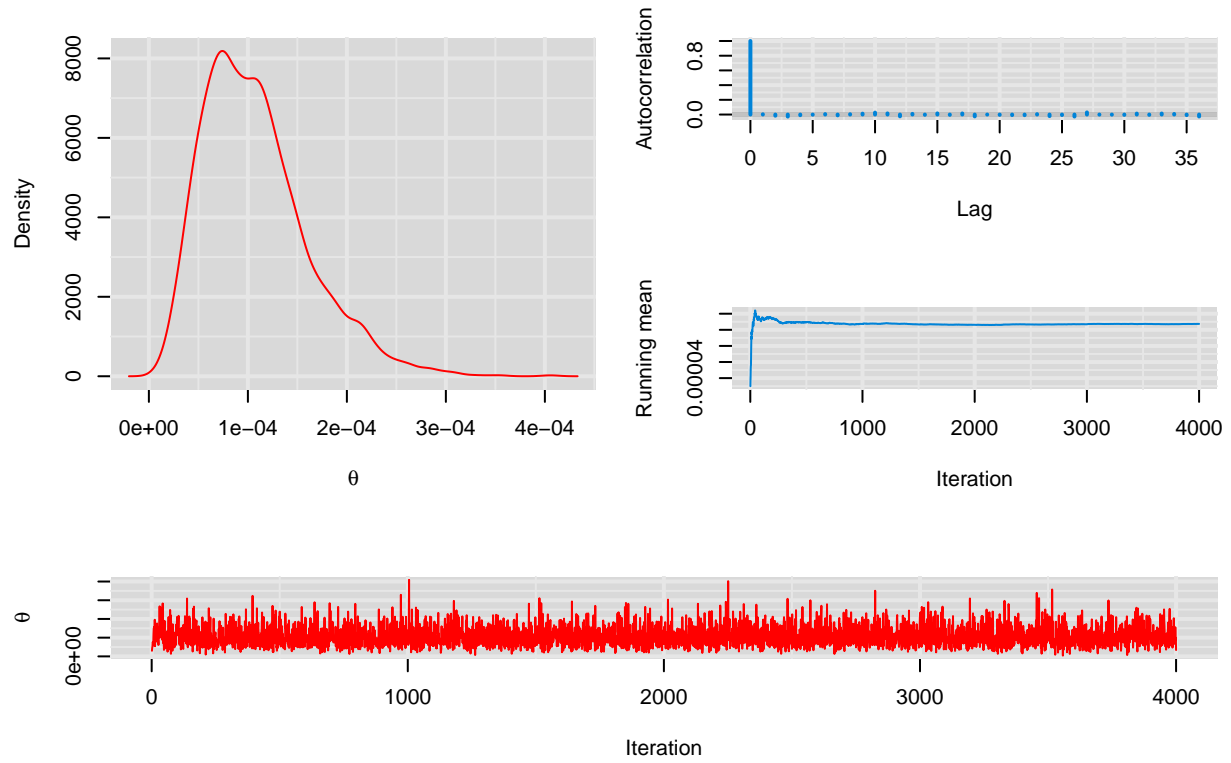 Density
8000
6000
4000
2000
0
0e+00 1e−04 2e−04 3e−04 4e−04
θ
Autocorrelation
0.8
0.0
0 5 10 15 20 25 30 35
Lag
Running mean
0.00004
0 1000 2000 3000 4000
Iteration
θ
0e+00
0 1000 2000 3000 4000
Iteration